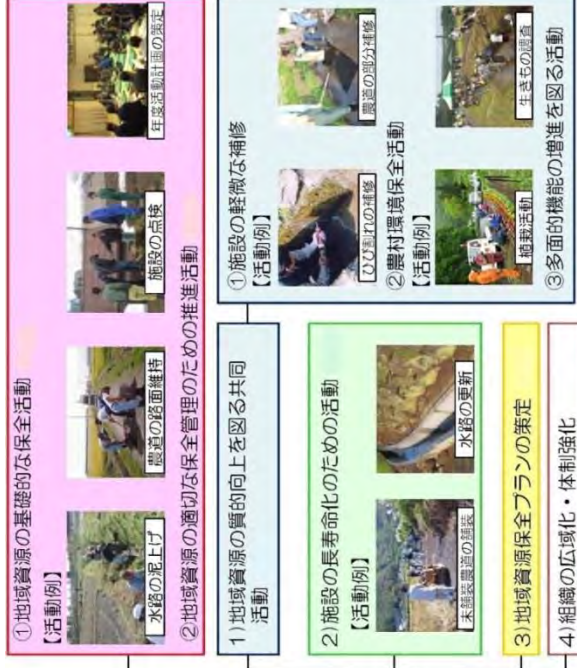 ①地域資源の基礎的な保全活動
【活動例】
水路の泥上げ
農道の路面維持
施設の点検
年度活動計画の策定
②地域資源の適切な保全管理のための推進活動
1)地域資源の質的向上を図る共同
活動
①施設の軽微な補修
【活動例】
ひび割れの補修
農道の部分補修
②農村環境保全活動
【活動例】
植栽活動
生きもの調査
③多面的機能の増進を図る活動
2)施設の長寿命化のための活動
【活動例】
未舗装農道の舗装
水路の更新
3)地域資源保全プランの策定
4)組織の広域化・体制強化